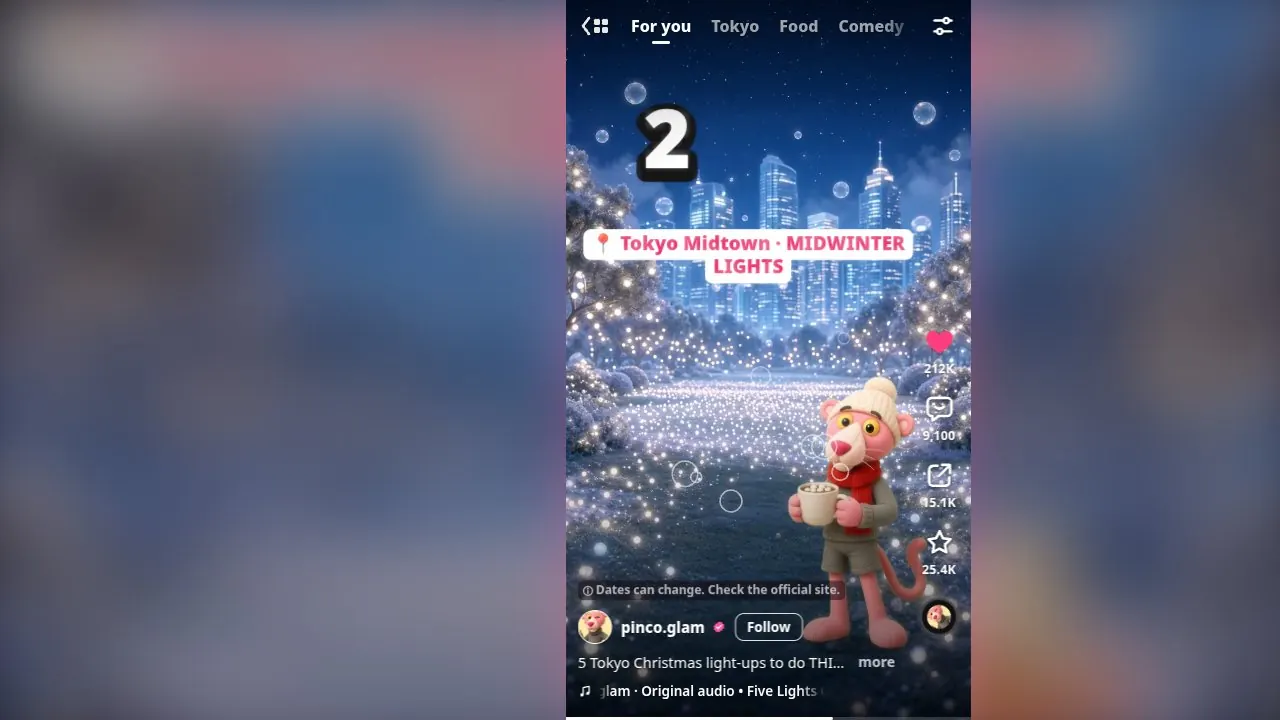 For you Tokyo Food Comedy
2
📍 Tokyo Midtown · MIDWINTER
LIGHTS
212K
9,100
15.1K
25.4K
Dates can change. Check the official site.
pinco.glam Follow
5 Tokyo Christmas light-ups to do THI... more
glam · Original audio • Five Lights